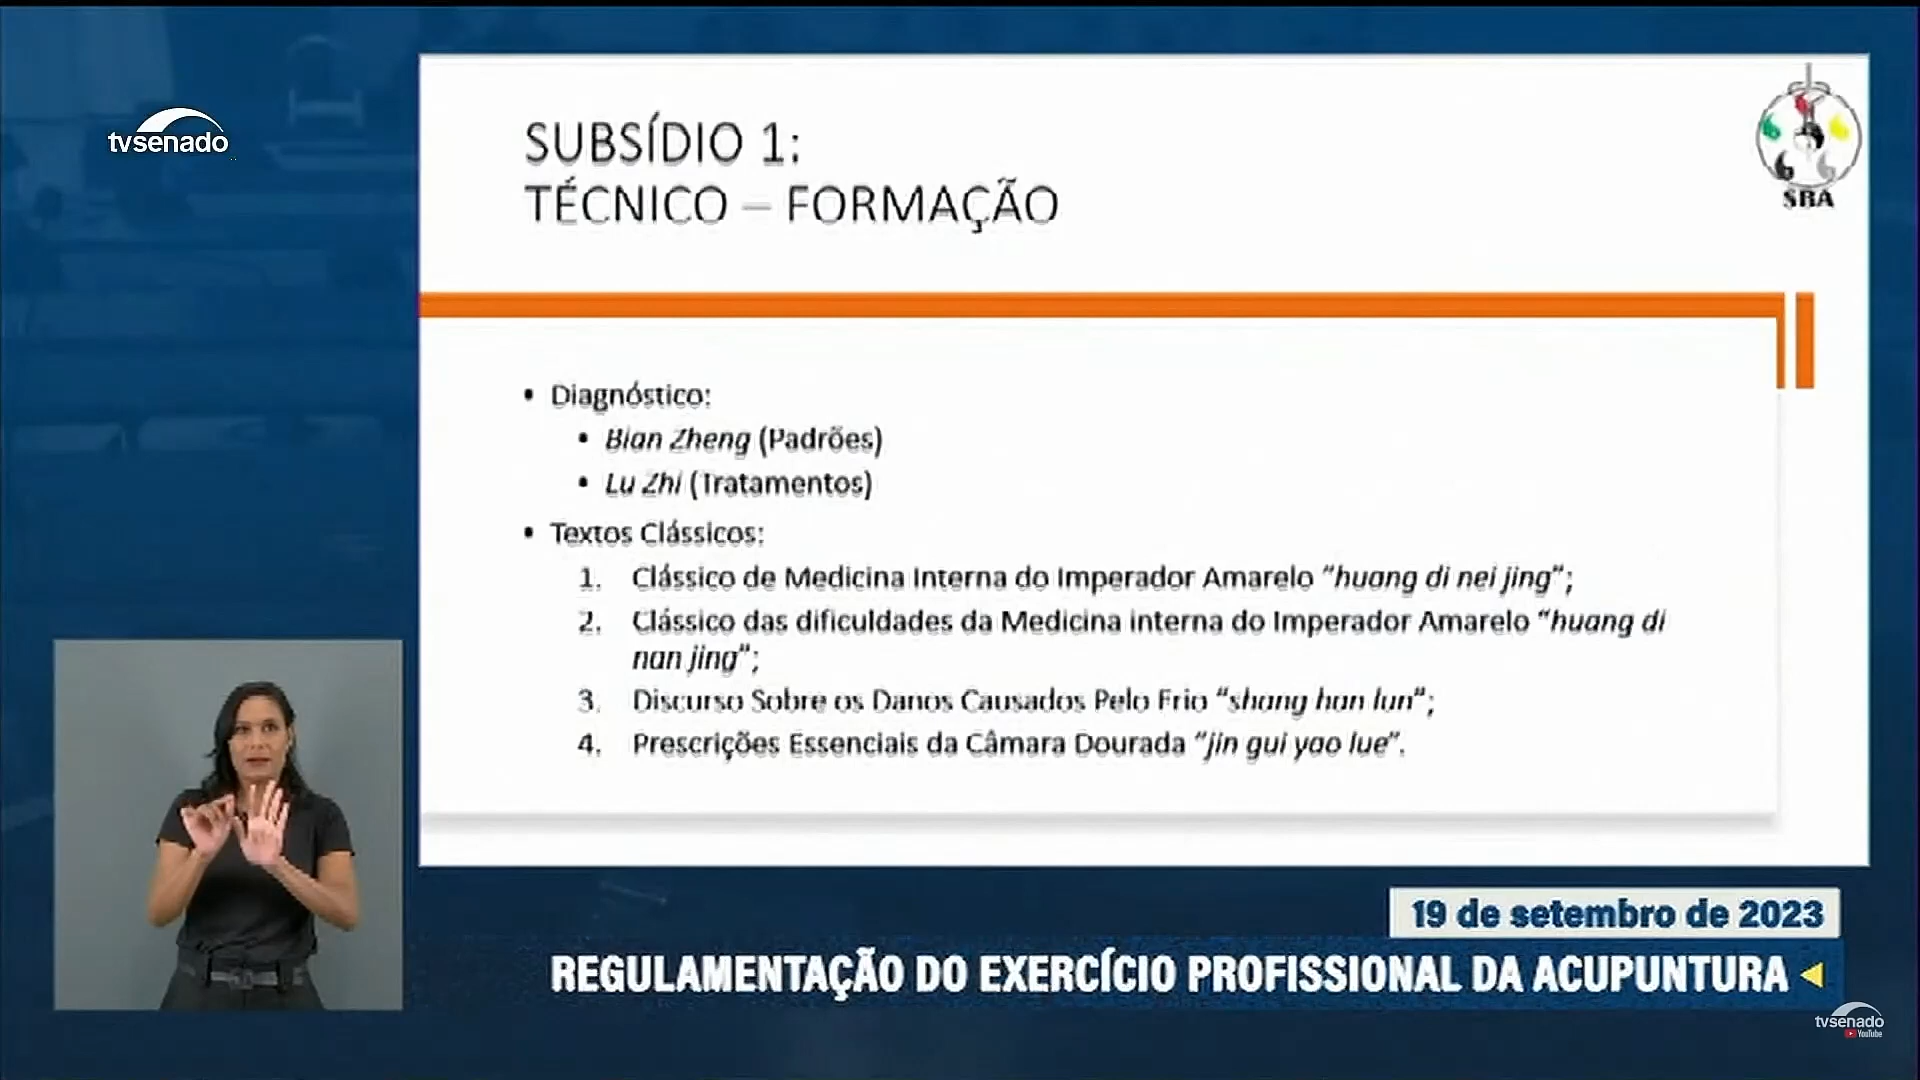 tvsenado
SUBSÍDIO 1:
TÉCNICO – FORMAÇÃO
SBA
• Diagnóstico:
• Bian Zheng (Padrões)
• Lu Zhi (Tratamentos)
• Textos Clássicos:
1. Clássico de Medicina Interna do Imperador Amarelo “huang di nei jing”;
2. Clássico das dificuldades da Medicina interna do Imperador Amarelo “huang di
nan jing”;
3. Discurso Sobre os Danos Causados Pelo Frio “shang han lun”;
4. Prescrições Essenciais da Câmara Dourada “jin gui yao lue”.
19 de setembro de 2023
REGULAMENTAÇÃO DO EXERCÍCIO PROFISSIONAL DA ACUPUNTURA
tvsenado
YouTube